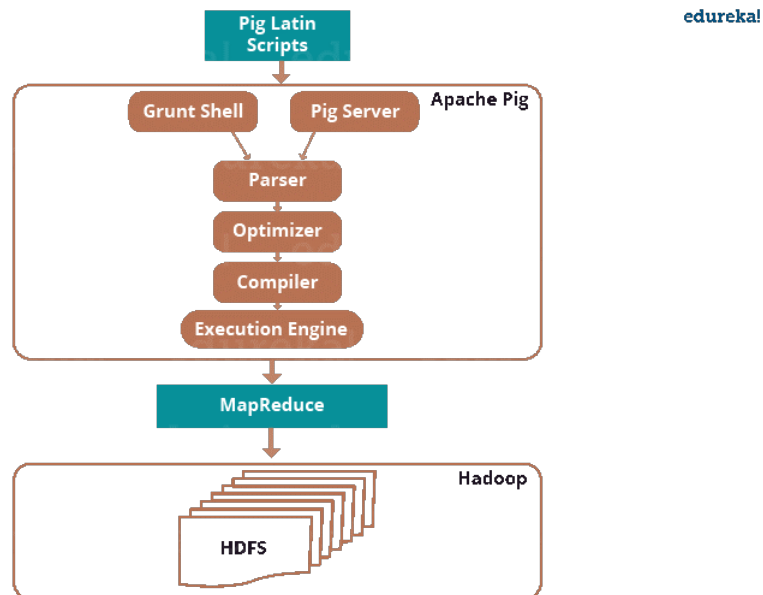 edureka!
Pig Latin
Scripts
Apache Pig
Grunt Shell
Pig Server
Parser
Optimizer
Compiler
Execution Engine
MapReduce
Hadoop
HDFS